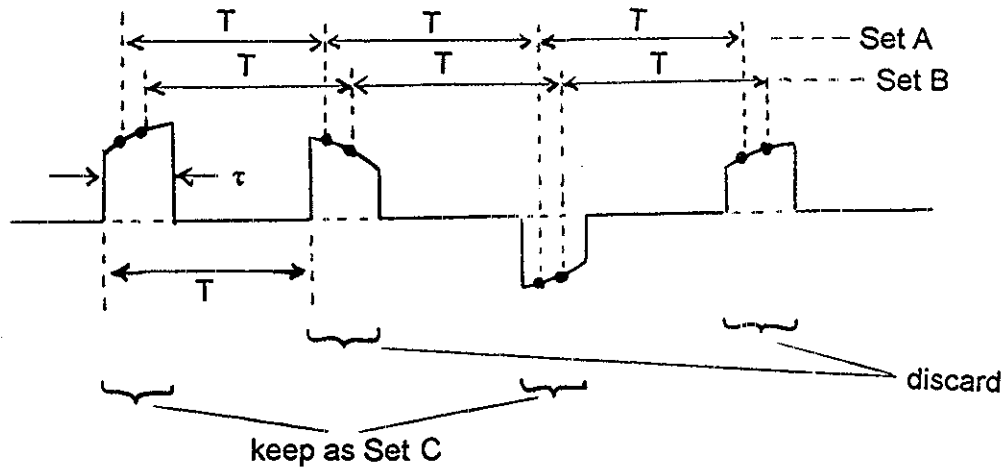 T T T Set A
T T T Set B
τ
T
discard
keep as Set C